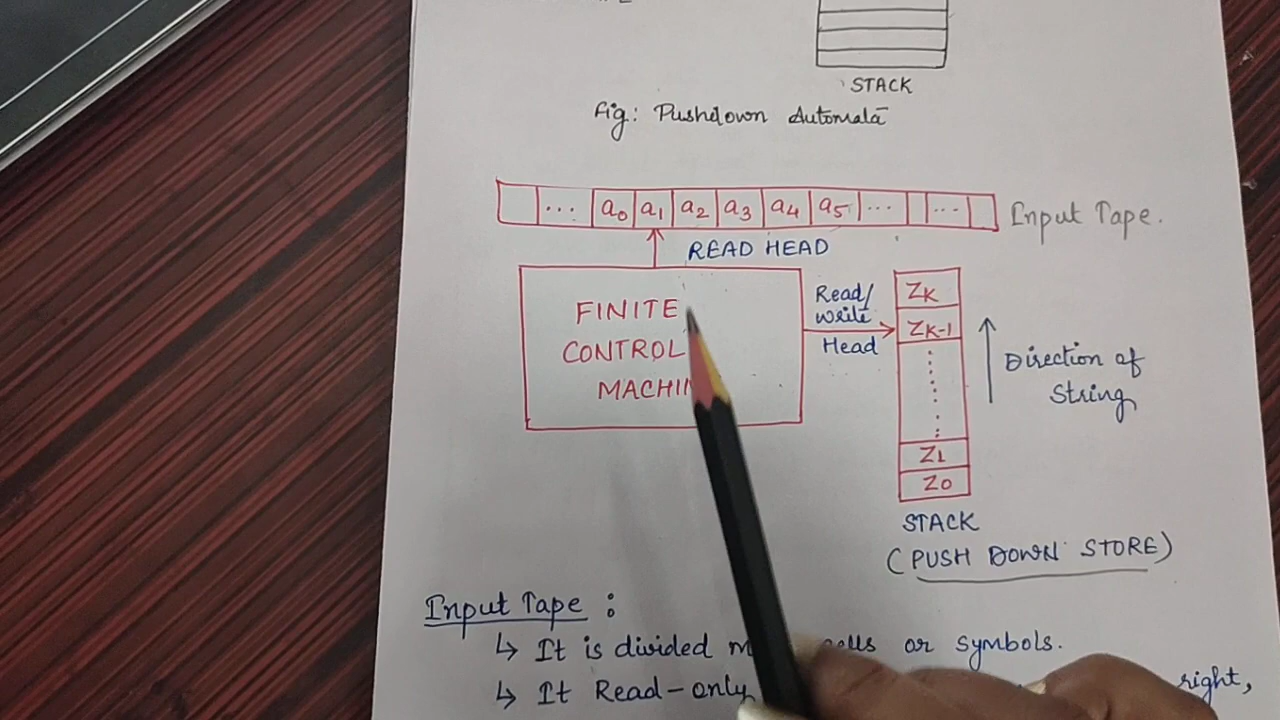 STACK
Fig: Pushdown Automata
... a0 a1 a2 a3 a4 a5 ... ...
Input Tape.
READ HEAD
FINITE
CONTROL
Read/
Write
Head
ZK
ZK-1
Z1
Z0
Direction of
String
STACK
(PUSH DOWN STORE)
Input Tape :
↳ It is divided or symbols.
↳ It Read-only right,